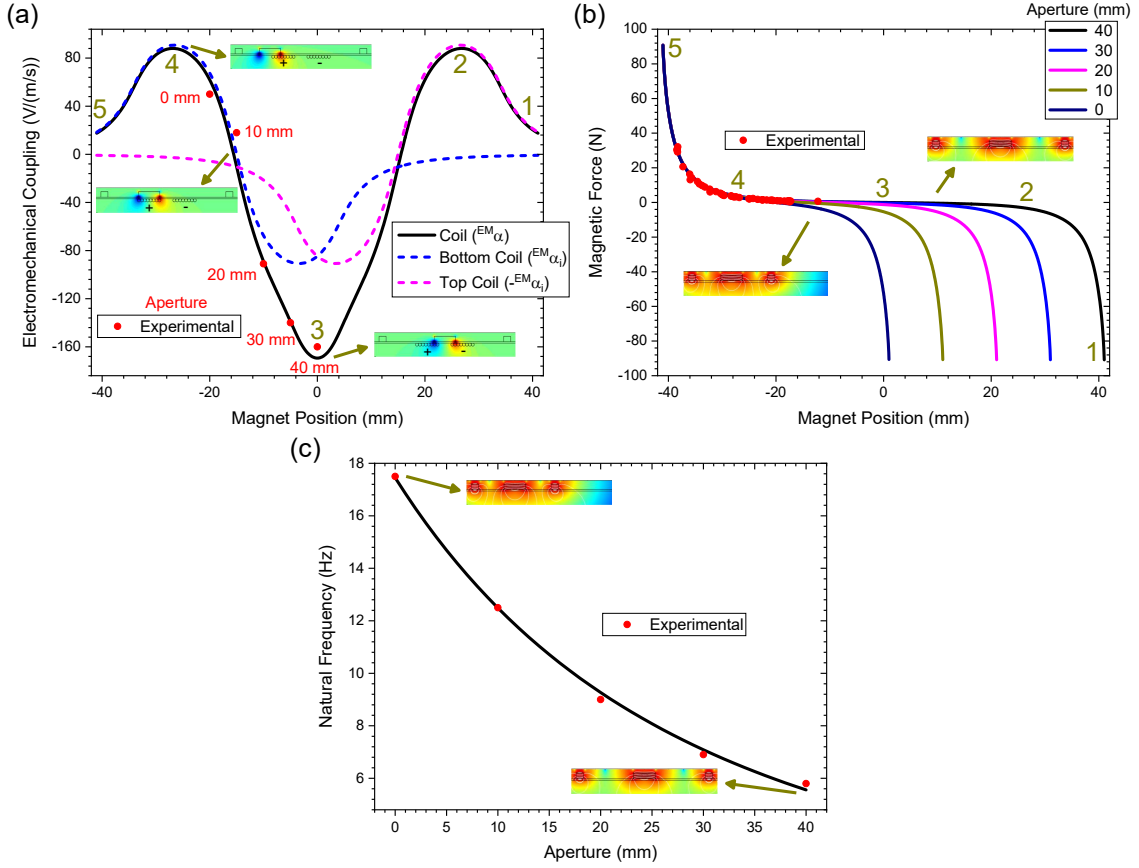 (a)
Electromechanical Coupling (V/(m/s))
80
40
0
-40
-80
-120
-160
-40
-20
0
20
40
Magnet Position (mm)
5
4
3
2
1
0 mm
10 mm
20 mm
30 mm
40 mm
+ -
+ -
+ -
Aperture
Experimental
Coil (ᴱᴹα)
Bottom Coil (ᴱᴹαᵢ)
Top Coil (-ᴱᴹαᵢ)
(b)
Magnetic Force (N)
100
80
60
40
20
0
-20
-40
-60
-80
-100
-40
-20
0
10
20
30
40
Magnet Position (mm)
5
4
3
2
1
Experimental
Aperture (mm)
40
30
20
10
0
(c)
Natural Frequency (Hz)
18
16
14
12
10
8
6
0
10
20
30
40
Aperture (mm)
Experimental